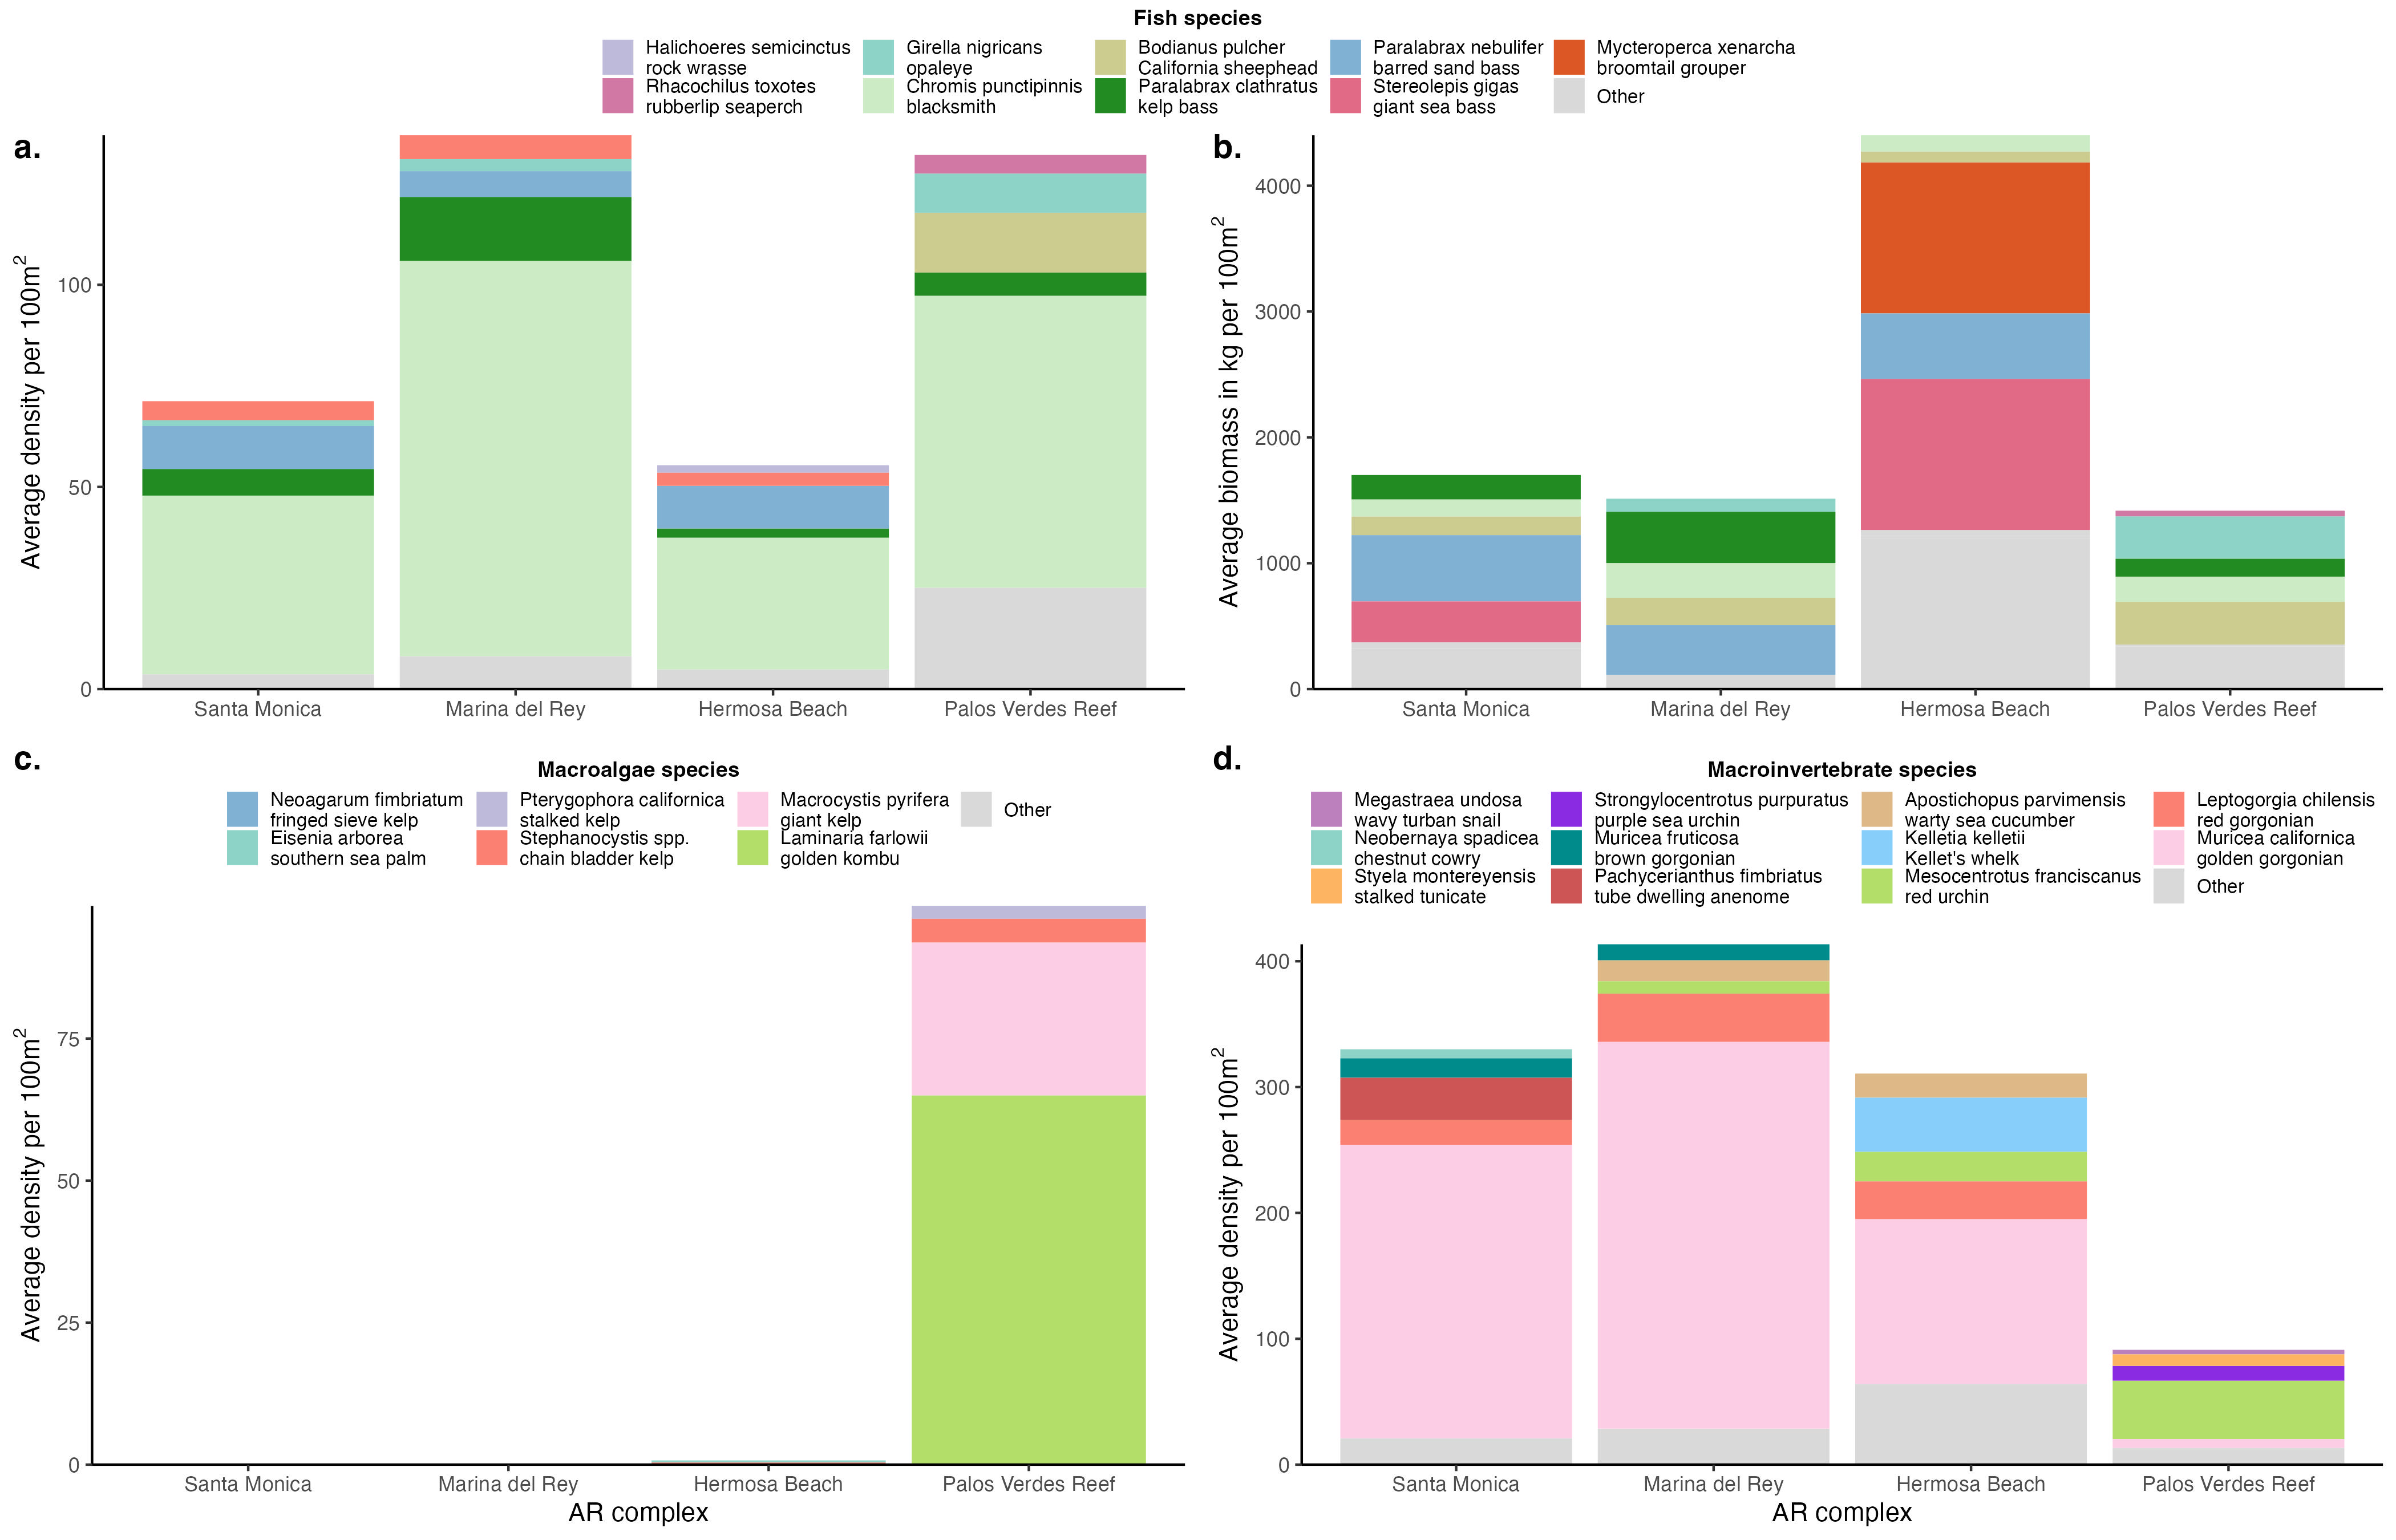 Fish species
Halichoeres semicinctus
rock wrasse
Rhacochilus toxotes
rubberlip seaperch
Girella nigricans
opaleye
Chromis punctipinnis
blacksmith
Bodianus pulcher
California sheephead
Paralabrax clathratus
kelp bass
Paralabrax nebulifer
barred sand bass
Stereolepis gigas
giant sea bass
Mycteroperca xenarcha
broomtail grouper
Other
a.
Average density per 100m²
100
50
0
Santa Monica
Marina del Rey
Hermosa Beach
Palos Verdes Reef
b.
Average biomass in kg per 100m²
4000
3000
2000
1000
0
Santa Monica
Marina del Rey
Hermosa Beach
Palos Verdes Reef
c.
Macroalgae species
Neoagarum fimbriatum
fringed sieve kelp
Eisenia arborea
southern sea palm
Pterygophora californica
stalked kelp
Stephanocystis spp.
chain bladder kelp
Macrocystis pyrifera
giant kelp
Laminaria farlowii
golden kombu
Other
Average density per 100m²
75
50
25
0
Santa Monica
Marina del Rey
Hermosa Beach
Palos Verdes Reef
AR complex
d.
Macroinvertebrate species
Megastraea undosa
wavy turban snail
Neobernaya spadicea
chestnut cowry
Styela montereyensis
stalked tunicate
Strongylocentrotus purpuratus
purple sea urchin
Muricea fruticosa
brown gorgonian
Pachycerianthus fimbriatus
tube dwelling anenome
Apostichopus parvimensis
warty sea cucumber
Kelletia kelletii
Kellet's whelk
Mesocentrotus franciscanus
red urchin
Leptogorgia chilensis
red gorgonian
Muricea californica
golden gorgonian
Other
Average density per 100m²
400
300
200
100
0
Santa Monica
Marina del Rey
Hermosa Beach
Palos Verdes Reef
AR complex